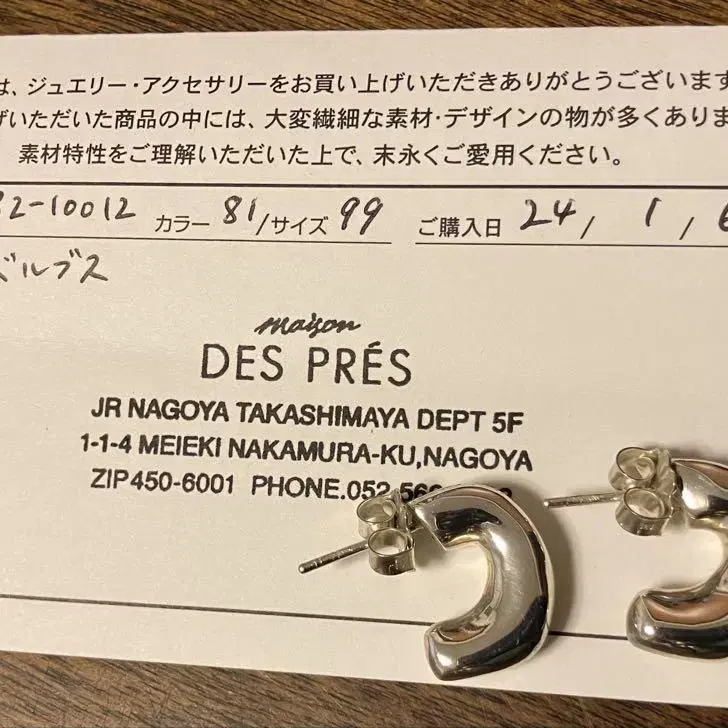 は、ジュエリー・アクセサリーをお買い上げいただきありがとうございます
げいただいた商品の中には、大変繊細な素材・デザインの物が多くありま
素材特性をご理解いただいた上で、末永くご愛用ください。
82-10012 カラー 81/サイズ 99 ご購入日 24/ 1/
ベルブス
maison
DES PRÉS
JR NAGOYA TAKASHIMAYA DEPT 5F
1-1-4 MEIEKI NAKAMURA-KU,NAGOYA
ZIP450-6001 PHONE.052